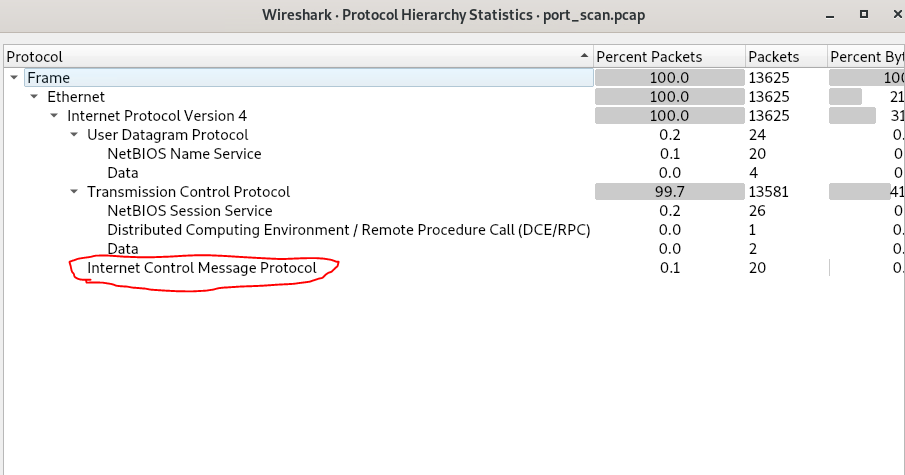 Wireshark · Protocol Hierarchy Statistics · port_scan.pcap
Protocol Percent Packets Packets Percent Byt
Frame 100.0 13625 100
Ethernet 100.0 13625 21
Internet Protocol Version 4 100.0 13625 31
User Datagram Protocol 0.2 24 0.
NetBIOS Name Service 0.1 20 0
Data 0.0 4 0
Transmission Control Protocol 99.7 13581 41
NetBIOS Session Service 0.2 26 0
Distributed Computing Environment / Remote Procedure Call (DCE/RPC) 0.0 1 0.
Data 0.0 2 0
Internet Control Message Protocol 0.1 20 0.